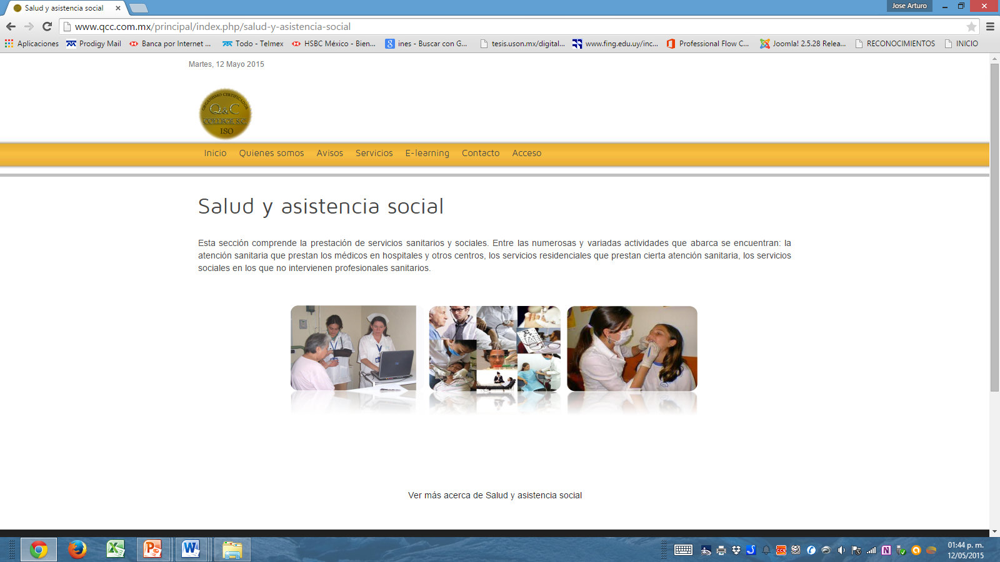 Salud y asistencia social
Jose Arturo
www.qcc.com.mx/principal/index.php/salud-y-asistencia-social
Aplicaciones
Prodigy Mail
Banca por Internet ...
Todo - Telmex
HSBC México - Bien...
ines - Buscar con G...
tesis.uson.mx/digital...
www.fing.edu.uy/inc...
Professional Flow C...
Joomla! 2.5.28 Relea...
RECONOCIMIENTOS
INICIO
Martes, 12 Mayo 2015
ORGANISMO CERTIFICADOR
Q&C
COLLEGE, S.C.
ISO
Inicio
Quienes somos
Avisos
Servicios
E-learning
Contacto
Acceso
Salud y asistencia social
Esta sección comprende la prestación de servicios sanitarios y sociales. Entre las numerosas y variadas actividades que abarca se encuentran: la
atención sanitaria que prestan los médicos en hospitales y otros centros, los servicios residenciales que prestan cierta atención sanitaria, los servicios
sociales en los que no intervienen profesionales sanitarios.
Ver más acerca de Salud y asistencia social
01:44 p. m.
12/05/2015